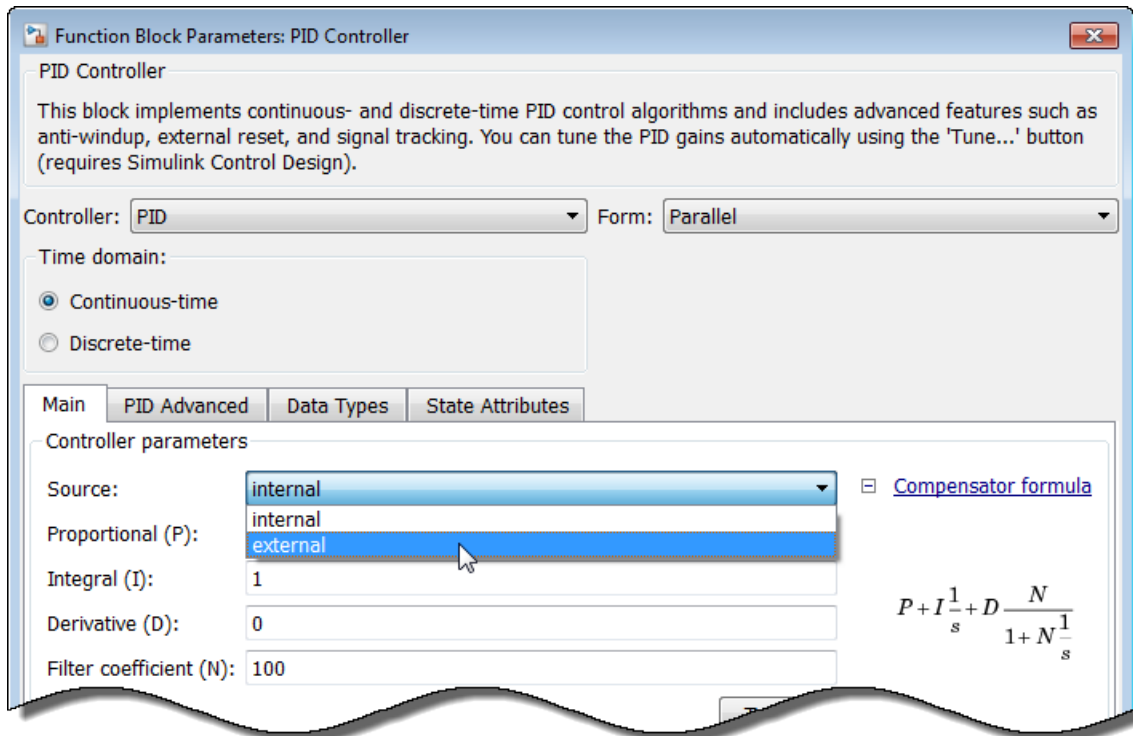 Function Block Parameters: PID Controller
PID Controller
This block implements continuous- and discrete-time PID control algorithms and includes advanced features such as
anti-windup, external reset, and signal tracking. You can tune the PID gains automatically using the 'Tune...' button
(requires Simulink Control Design).
Controller: PID Form: Parallel
Time domain:
Continuous-time
Discrete-time
Main PID Advanced Data Types State Attributes
Controller parameters
Source: internal Compensator formula
internal
Proportional (P):
external
Integral (I): 1
P + I 1/s + D N/(1 + N 1/s)
Derivative (D): 0
Filter coefficient (N): 100